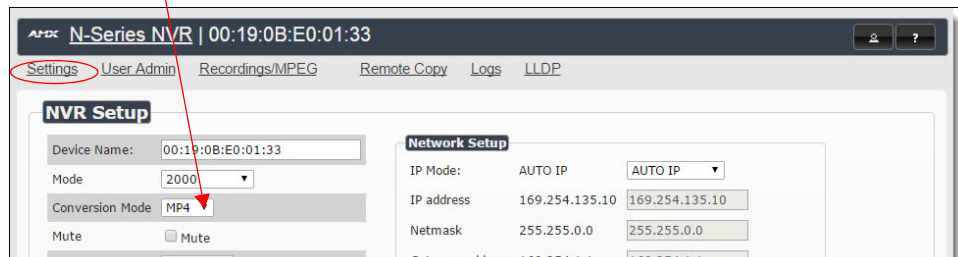 AMX N-Series NVR | 00:19:0B:E0:01:33 ?
Settings User Admin Recordings/MPEG Remote Copy Logs LLDP
NVR Setup
Device Name: 00:19:0B:E0:01:33
Mode 2000
Conversion Mode MP4
Mute Mute
Network Setup
IP Mode: AUTO IP AUTO IP
IP address 169.254.135.10 169.254.135.10
Netmask 255.255.0.0 255.255.0.0